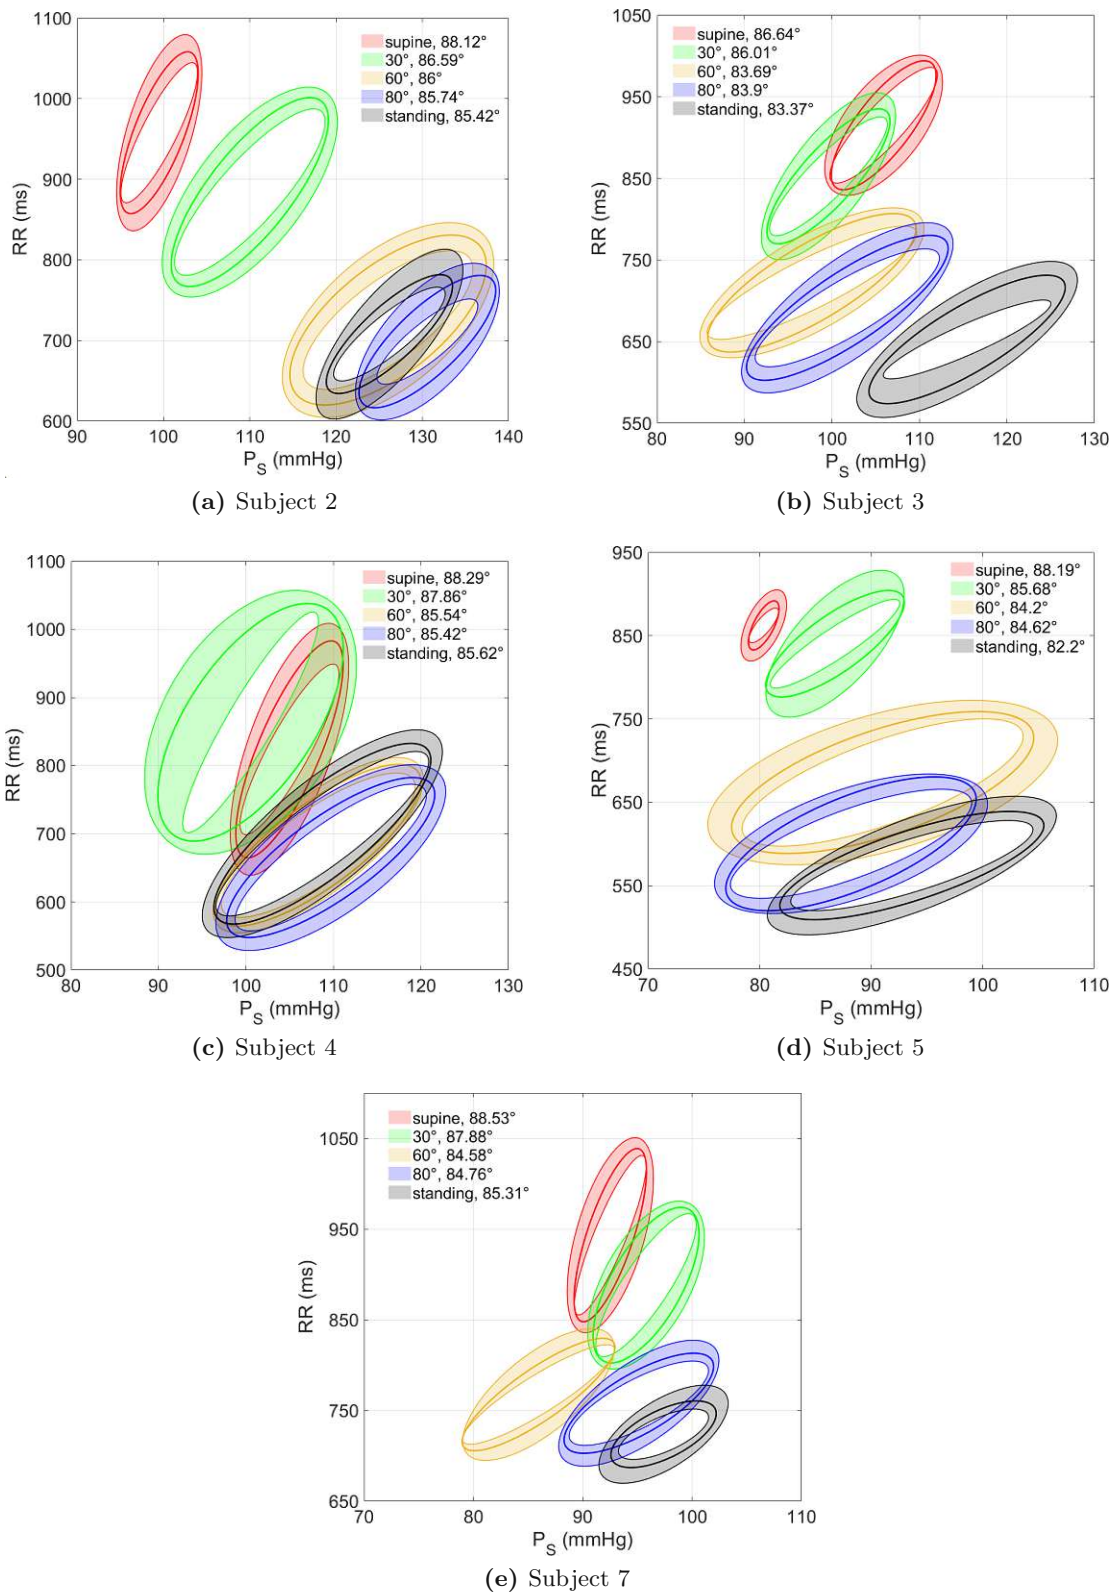 1100
1000
900
800
700
600
90
100
110
120
130
140
RR (ms)
P_S (mmHg)
supine, 88.12°
30°, 86.59°
60°, 86°
80°, 85.74°
standing, 85.42°
(a) Subject 2
1050
950
850
750
650
550
80
90
100
110
120
130
RR (ms)
P_S (mmHg)
supine, 86.64°
30°, 86.01°
60°, 83.69°
80°, 83.9°
standing, 83.37°
(b) Subject 3
1100
1000
900
800
700
600
500
80
90
100
110
120
130
RR (ms)
P_S (mmHg)
supine, 88.29°
30°, 87.86°
60°, 85.54
80°, 85.42°
standing, 85.62°
(c) Subject 4
950
850
750
650
550
450
70
80
90
100
110
RR (ms)
P_S (mmHg)
supine, 88.19°
30°, 85.68°
60°, 84.2°
80°, 84.62°
standing, 82.2°
(d) Subject 5
1050
950
850
750
650
70
80
90
100
110
RR (ms)
P_S (mmHg)
supine, 88.53°
30°, 87.88°
60°, 84.58°
80°, 84.76°
standing, 85.31°
(e) Subject 7